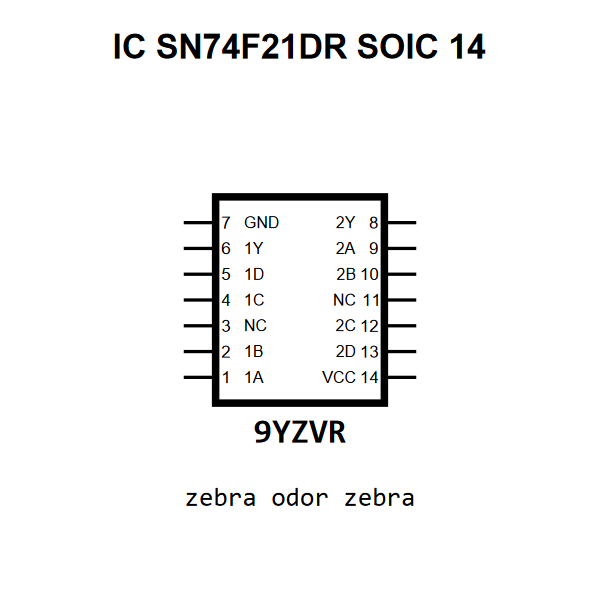 IC SN74F21DR SOIC 14
7 GND 2Y 8
6 1Y 2A 9
5 1D 2B 10
4 1C NC 11
3 NC 2C 12
2 1B 2D 13
1 1A VCC 14
9YZVR
zebra odor zebra